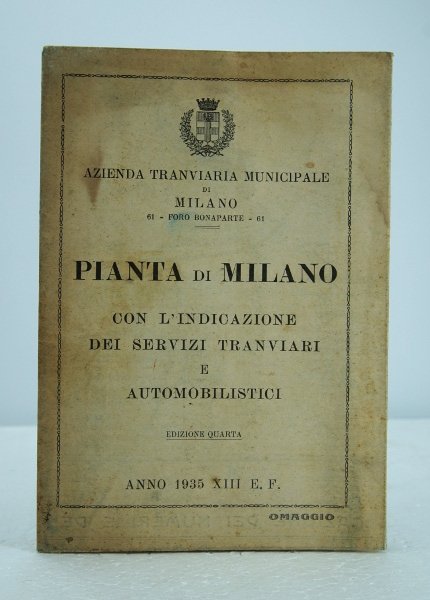 AZIENDA TRANVIARIA MUNICIPALE
DI
MILANO
61 - FORO BONAPARTE - 61
PIANTA DI MILANO
CON L'INDICAZIONE
DEI SERVIZI TRANVIARI
E
AUTOMOBILISTICI
EDIZIONE QUARTA
ANNO 1935 XIII E. F.
OMAGGIO